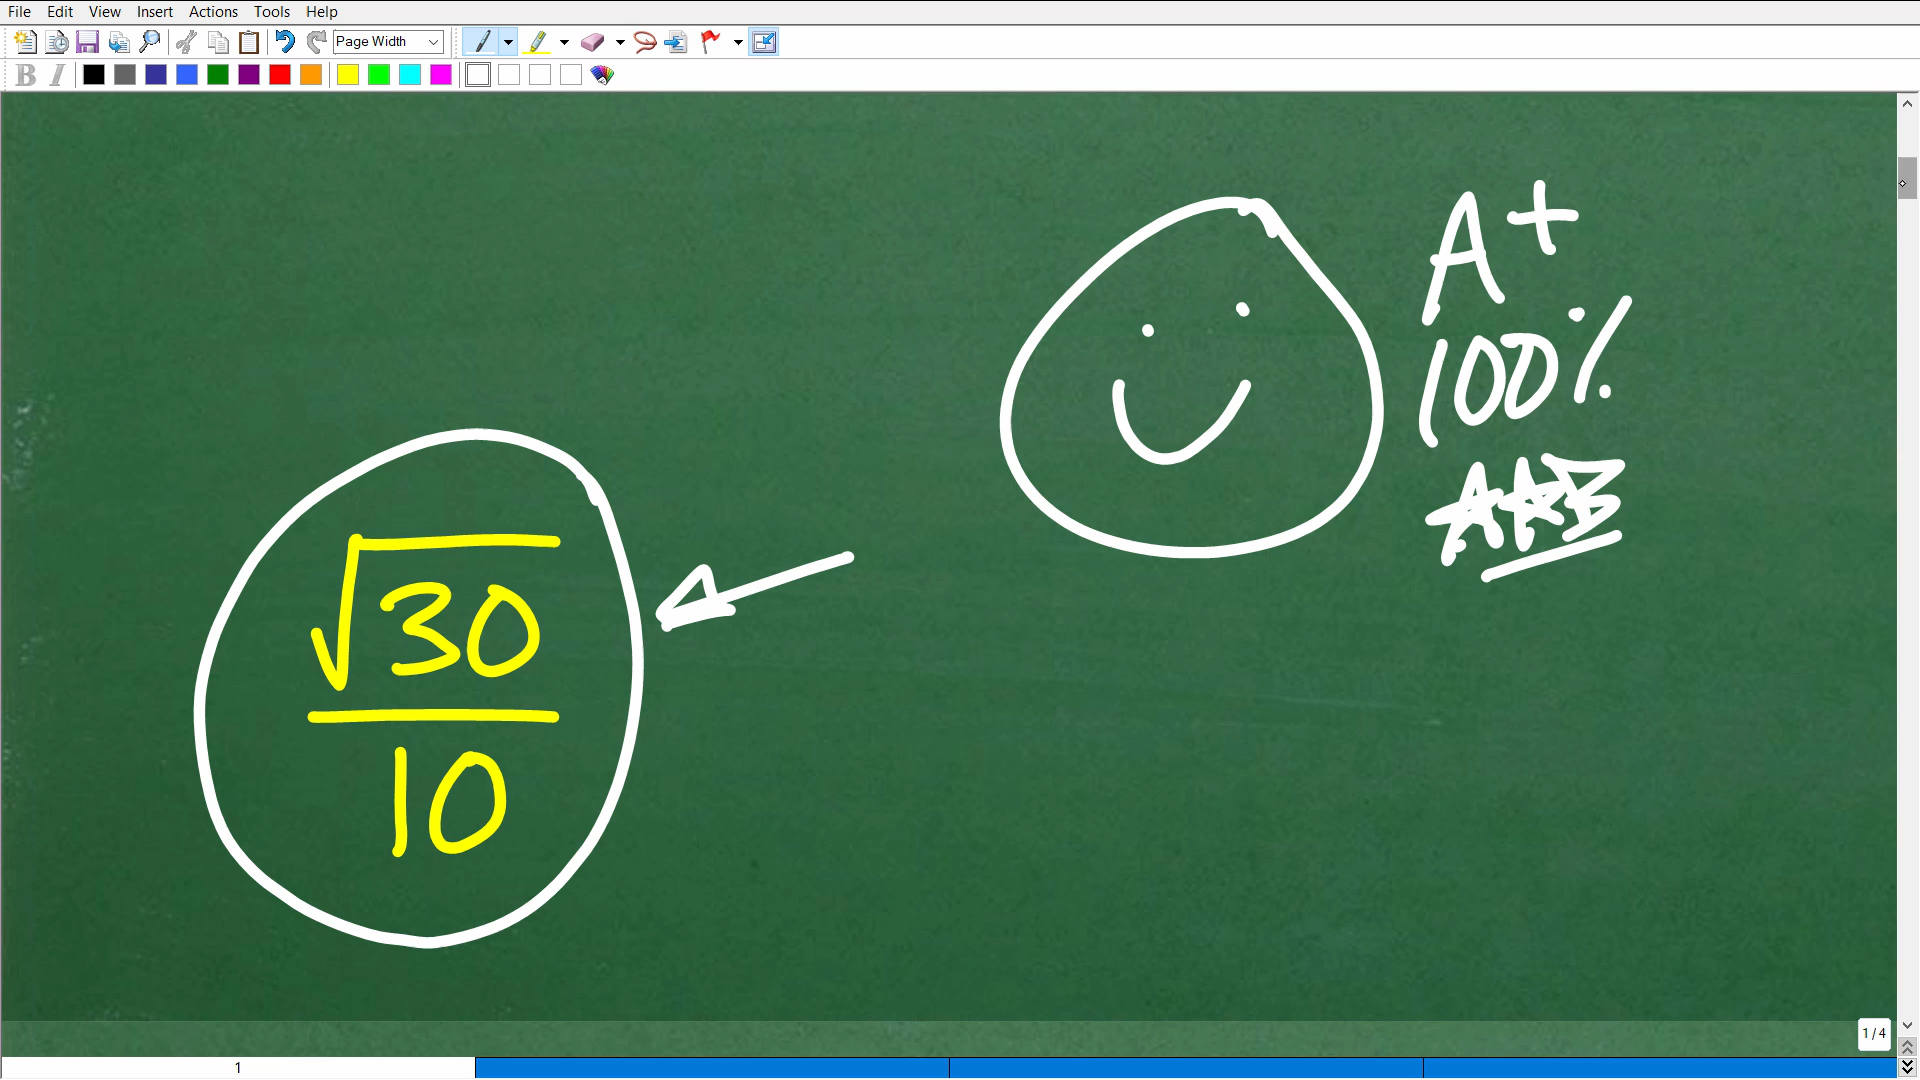 File Edit View Insert Actions Tools Help
Page Width
B I
A+
100%
√30
10
1 / 4
1